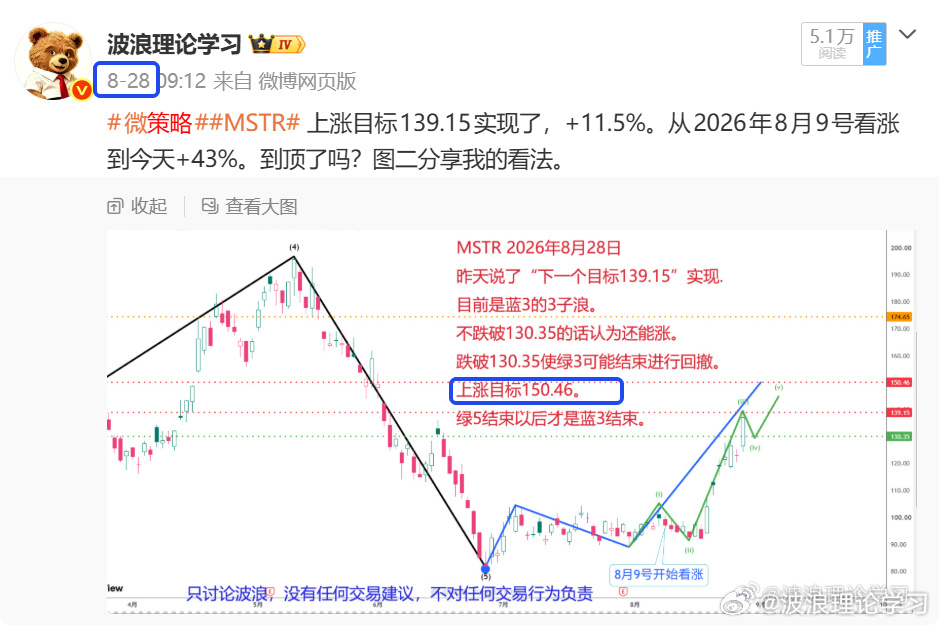 波浪理论学习 IV
5.1万
阅读
推广
8-28 09:12 来自 微博网页版
#微策略##MSTR# 上涨目标139.15实现了，+11.5%。从2026年8月9号看涨
到今天+43%。到顶了吗？图二分享我的看法。
收起 查看大图
(4)
MSTR 2026年8月28日
昨天说了“下一个目标139.15”实现.
目前是蓝3的3子浪。
不跌破130.35的话认为还能涨。
跌破130.35使绿3可能结束进行回撤。
上涨目标150.46。
绿5结束以后才是蓝3结束。
200.00
190.00
180.00
174.65
170.00
160.00
150.46
139.15
130.35
120.00
110.00
100.00
90.00
80.00
(v)
(iii)
(iv)
(i)
(ii)
(5)
8月9号开始看涨
iew
只讨论波浪，没有任何交易建议，不对任何交易行为负责
E
E
4月 5月 6月 7月 8月
@波浪理论学习
@波浪理论学习